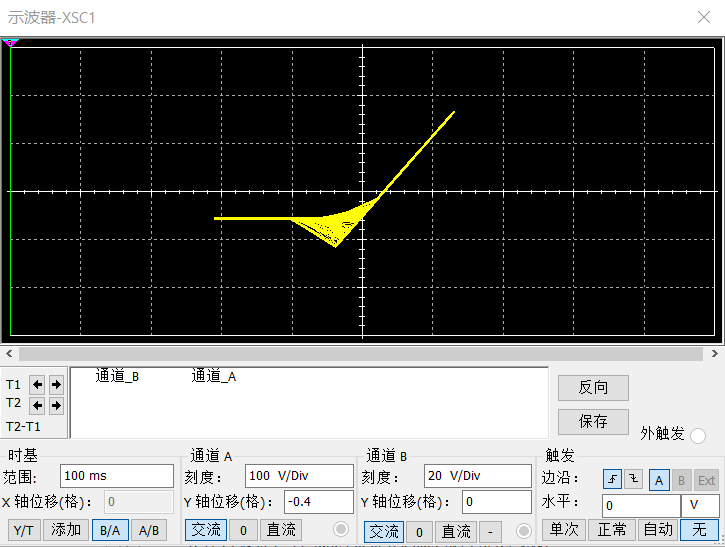 示波器-XSC1
T1
T2
T2-T1
通道_B 通道_A
反向
保存
外触发
时基
范围: 100 ms
X 轴位移(格): 0
Y/T 添加 B/A A/B
通道 A
刻度: 100 V/Div
Y 轴位移(格): -0.4
交流 0 直流
通道 B
刻度: 20 V/Div
Y 轴位移(格): 0
交流 0 直流 -
触发
边沿: A B Ext
水平: 0 V
单次 正常 自动 无